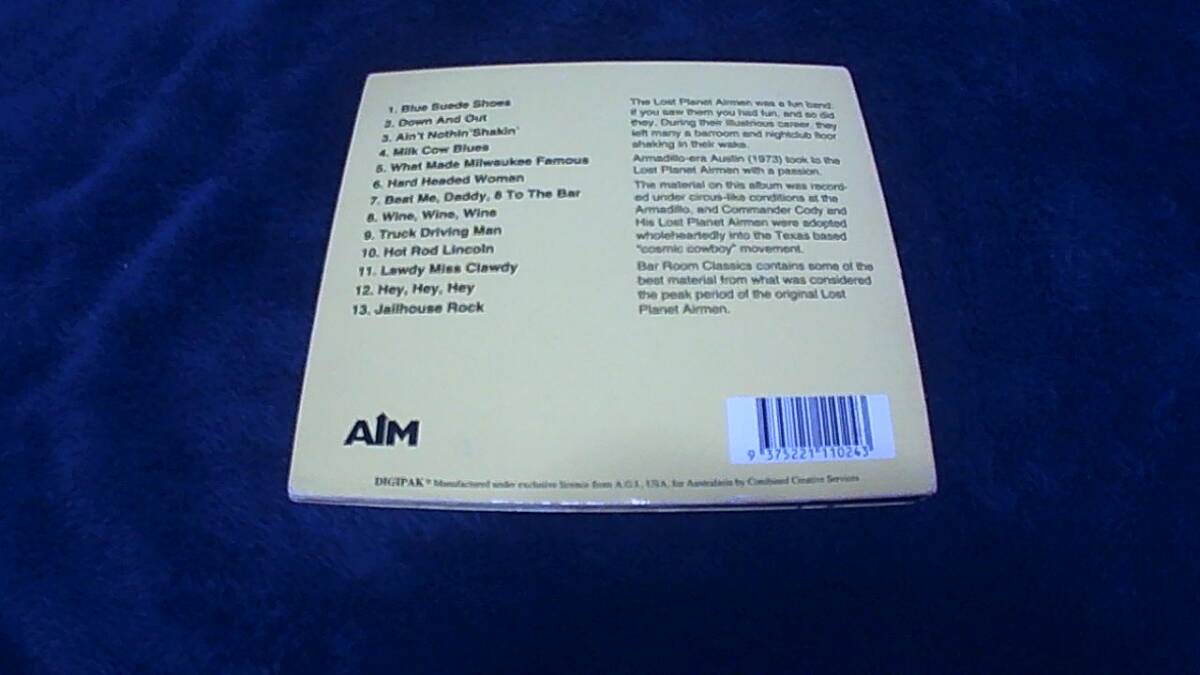 1. Blue Suede Shoes
2. Down And Out
3. Ain't Nothin' Shakin'
4. Milk Cow Blues
5. What Made Milwaukee Famous
6. Hard Headed Woman
7. Beat Me, Daddy, 8 To The Bar
8. Wine, Wine, Wine
9. Truck Driving Man
10. Hot Rod Lincoln
11. Lawdy Miss Clawdy
12. Hey, Hey, Hey
13. Jailhouse Rock
The Lost Planet Airmen was a fun band.
If you saw them you had fun, and so did
they. During their illustrious career, they
left many a barroom and nightclub floor
shaking in their wake.
Armadillo-era Austin (1973) took to the
Lost Planet Airmen with a passion.
The material on this album was record-
ed under circus-like conditions at the
Armadillo, and Commander Cody and
His Lost Planet Airmen were adopted
wholeheartedly into the Texas based
"cosmic cowboy" movement.
Bar Room Classics contains some of the
best material from what was considered
the peak period of the original Lost
Planet Airmen.
AIM
9 375221 110243
DIGIPAK ® Manufactured under exclusive licence from A.G.I., USA, for Australasia by Combined Creative Services